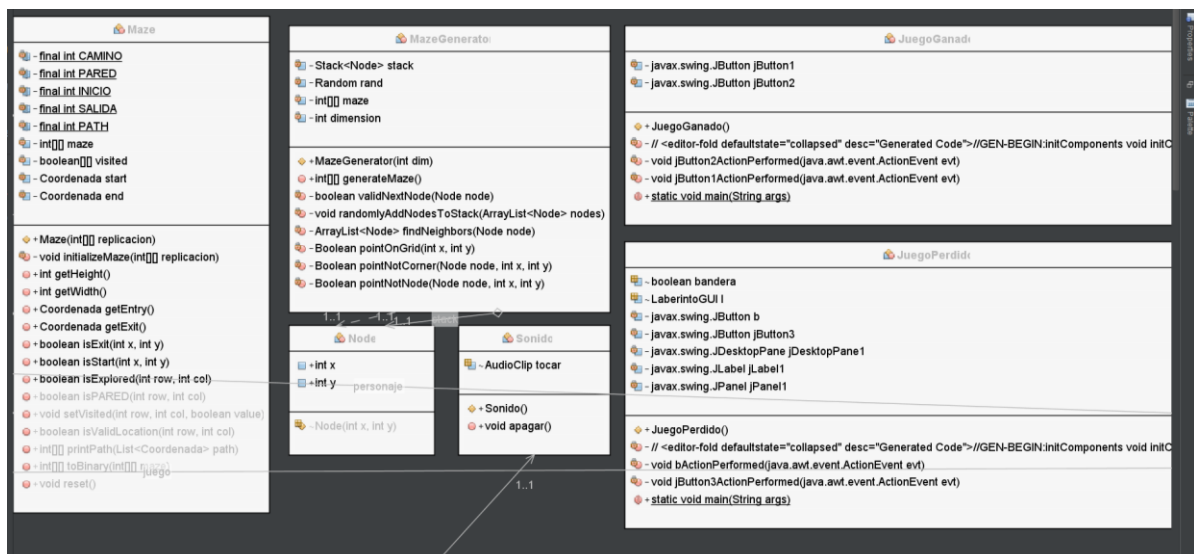 Maze
- final int CAMINO
- final int PARED
- final int INICIO
- final int SALIDA
- final int PATH
- int[][] maze
- boolean[][] visited
- Coordenada start
- Coordenada end
+ Maze(int[][] replicacion)
- void initializeMaze(int[][] replicacion)
+ int getHeight()
+ int getWidth()
+ Coordenada getEntry()
+ Coordenada getExit()
+ boolean isExit(int x, int y)
+ boolean isStart(int x, int y)
+ boolean isExplored(int row, int col)
+ boolean isPARED(int row, int col)
+ void setVisited(int row, int col, boolean value)
+ boolean isValidLocation(int row, int col)
+ int[][] printPath(List<Coordenada> path)
+ int[][] toBinary(int[][] maze)
juego
+ void reset()
MazeGenerator
- Stack<Node> stack
- Random rand
- int[][] maze
- int dimension
+ MazeGenerator(int dim)
+ int[][] generateMaze()
- boolean validNextNode(Node node)
- void randomlyAddNodesToStack(ArrayList<Node> nodes)
- ArrayList<Node> findNeighbors(Node node)
- Boolean pointOnGrid(int x, int y)
- Boolean pointNotCorner(Node node, int x, int y)
- Boolean pointNotNode(Node node, int x, int y)
1..1 1..1 1..1 stack
Node
+ int x
+ int y
personaje
~ Node(int x, int y)
Sonido
~ AudioClip tocar
+ Sonido()
+ void apagar()
1..1
JuegoGanado
- javax.swing.JButton jButton1
- javax.swing.JButton jButton2
+ JuegoGanado()
- // <editor-fold defaultstate="collapsed" desc="Generated Code">//GEN-BEGIN:initComponents void initC
- void jButton2ActionPerformed(java.awt.event.ActionEvent evt)
- void jButton1ActionPerformed(java.awt.event.ActionEvent evt)
+ static void main(String args)
JuegoPerdido
~ boolean bandera
~ LaberintoGUI l
- javax.swing.JButton b
- javax.swing.JButton jButton3
- javax.swing.JDesktopPane jDesktopPane1
- javax.swing.JLabel jLabel1
- javax.swing.JPanel jPanel1
+ JuegoPerdido()
- // <editor-fold defaultstate="collapsed" desc="Generated Code">//GEN-BEGIN:initComponents void initC
- void bActionPerformed(java.awt.event.ActionEvent evt)
- void jButton3ActionPerformed(java.awt.event.ActionEvent evt)
+ static void main(String args)
Properties
Palette